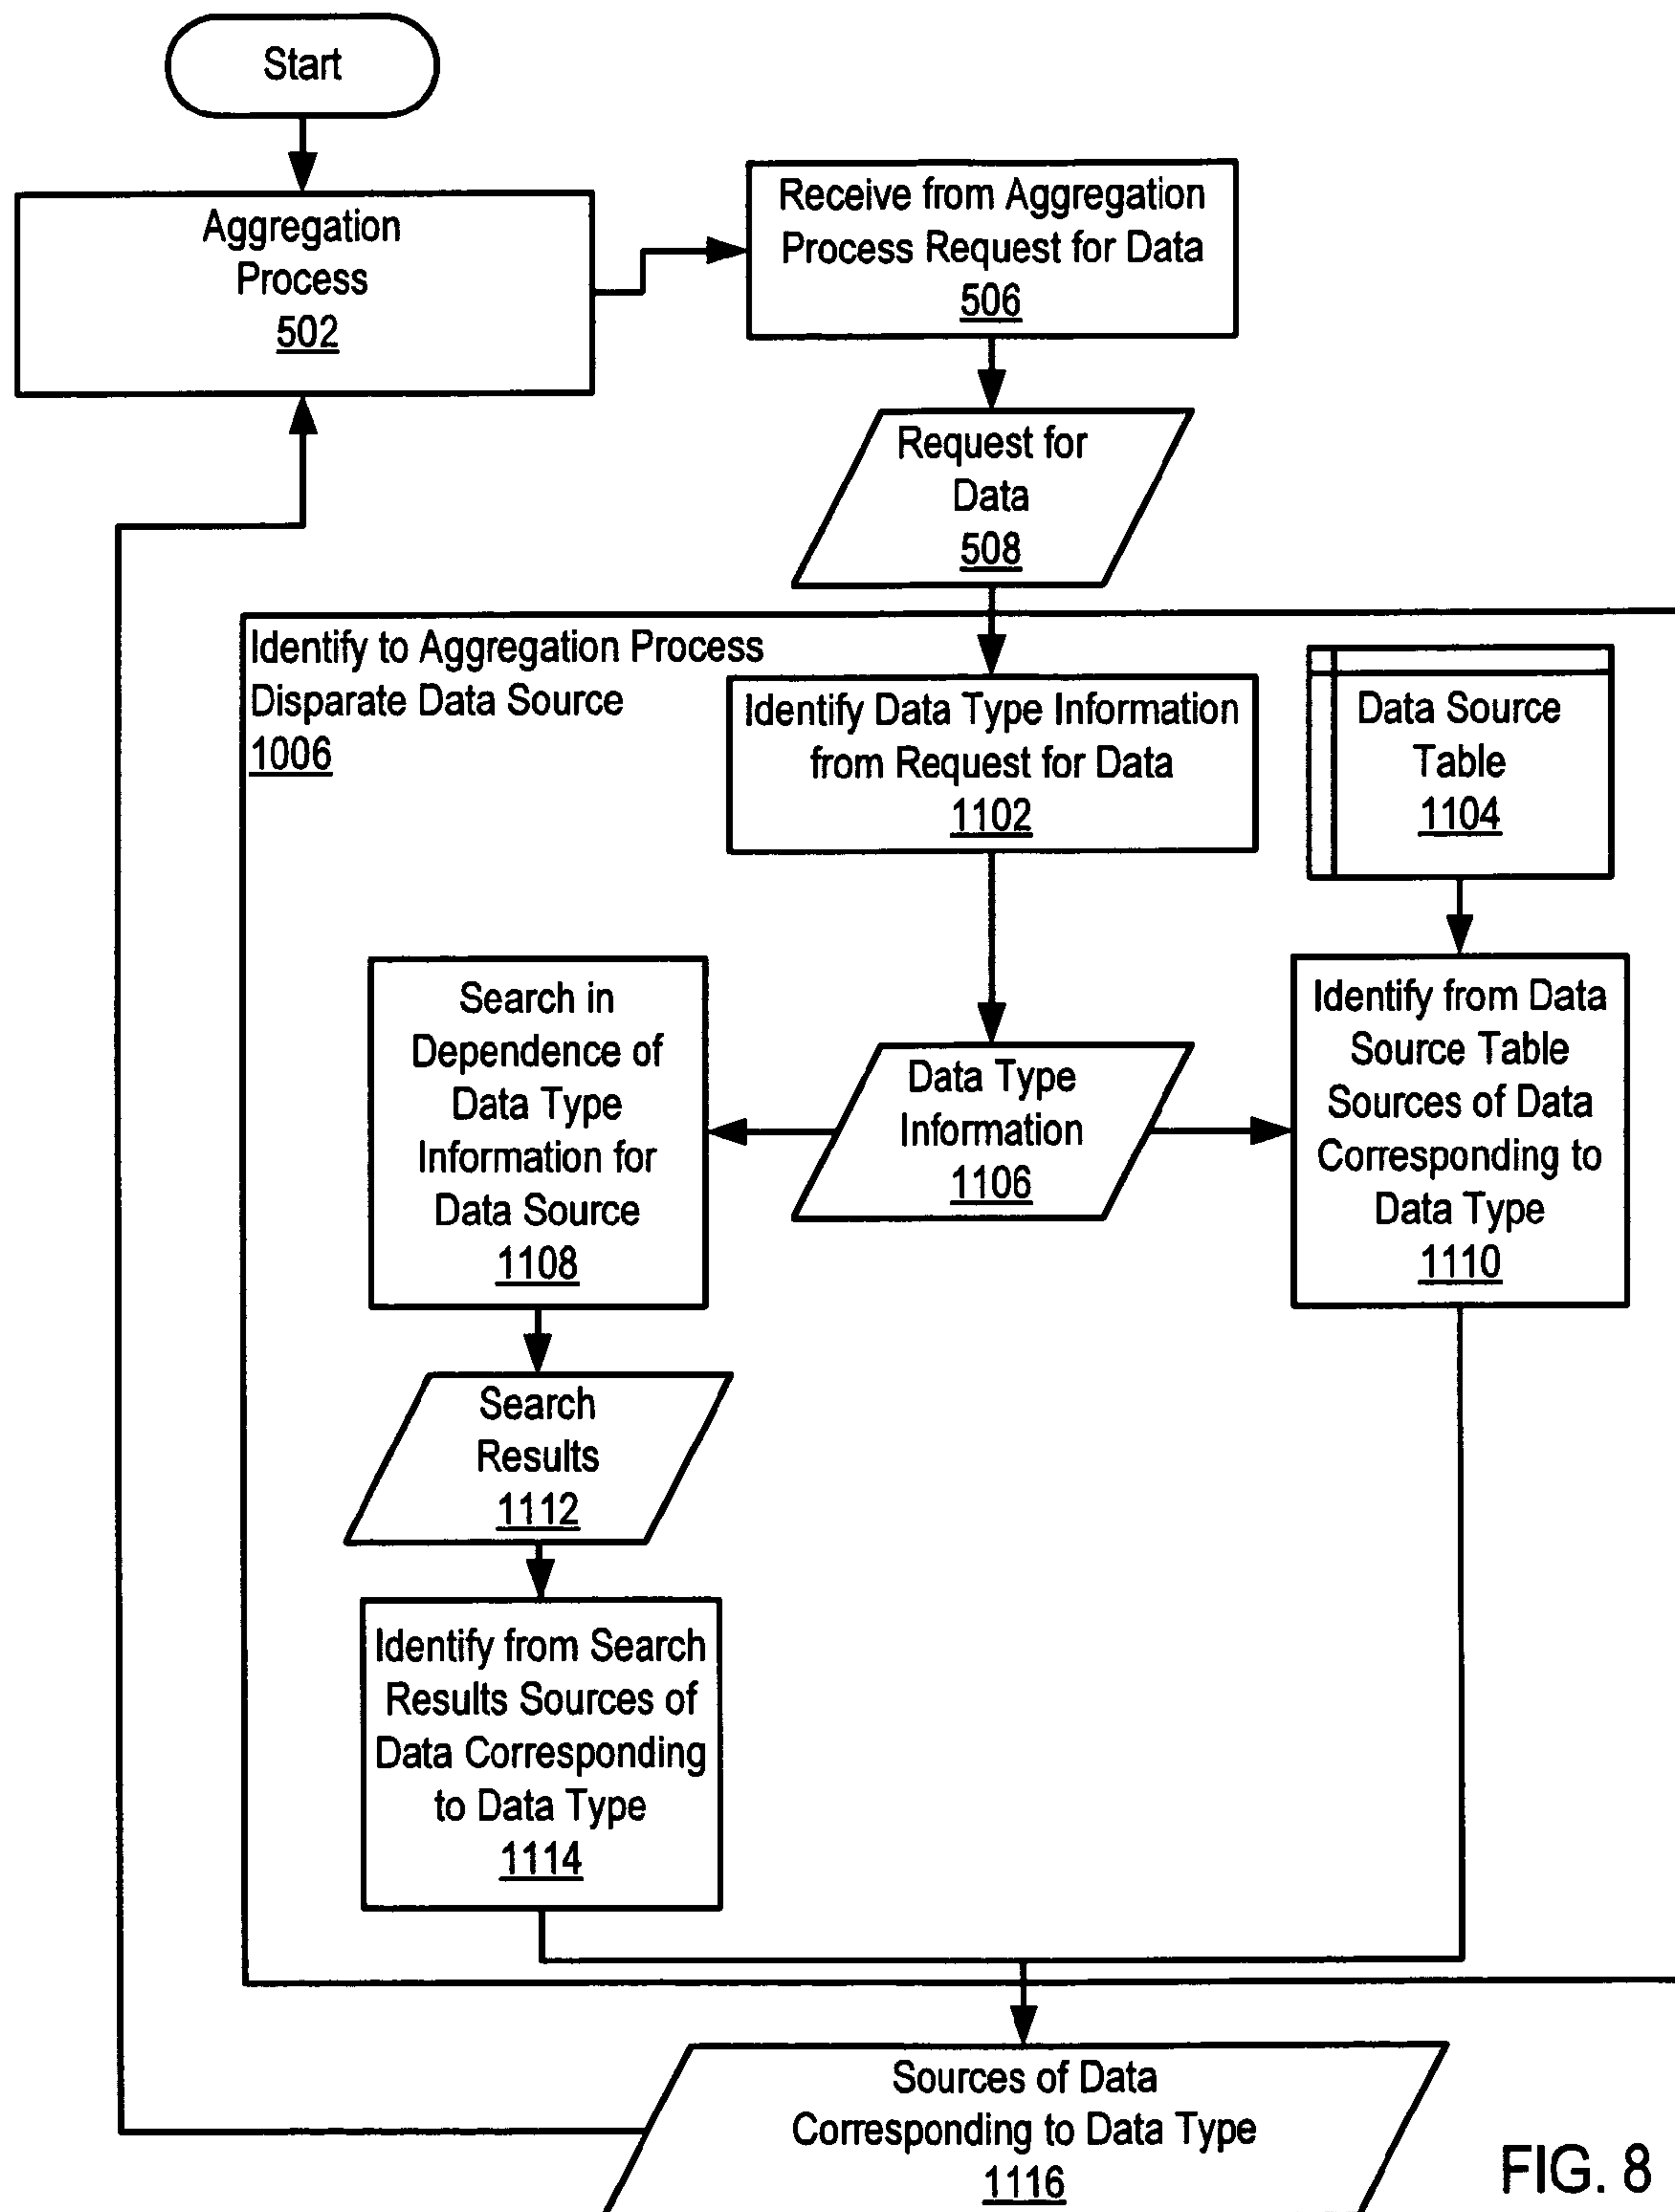 Start
Aggregation
Process
502
Receive from Aggregation
Process Request for Data
506
Request for
Data
508
Identify to Aggregation Process
Disparate Data Source
1006
Identify Data Type Information
from Request for Data
1102
Data Source
Table
1104
Search in
Dependence of
Data Type
Information for
Data Source
1108
Data Type
Information
1106
Identify from Data
Source Table
Sources of Data
Corresponding to
Data Type
1110
Search
Results
1112
Identify from Search
Results Sources of
Data Corresponding
to Data Type
1114
Sources of Data
Corresponding to Data Type
1116
FIG. 8